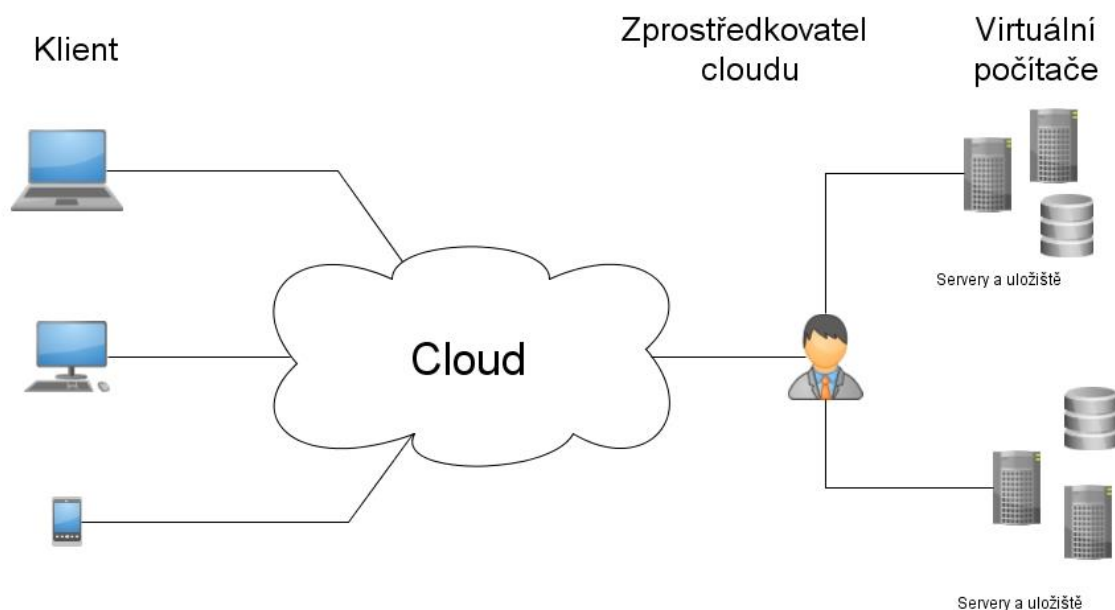 Klient
Zprostředkovatel
cloudu
Virtuální
počítače
Cloud
Servery a uložiště
Servery a uložiště